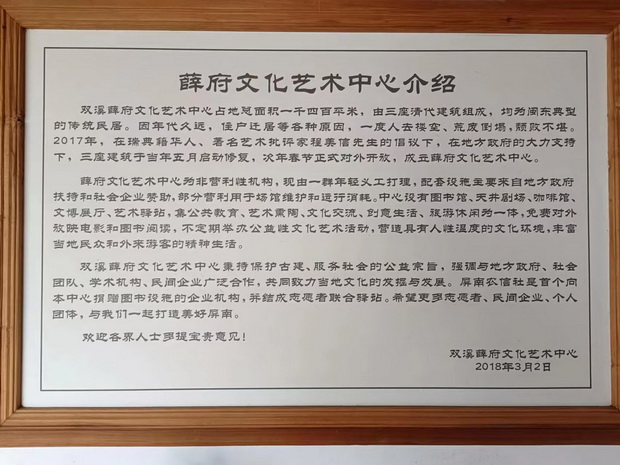 薛府文化艺术中心介绍
双溪薛府文化艺术中心占地总面积一千四百平米，由三座清代建筑组成，均为闽东典型
的传统民居。因年代久远，住户迁居等各种原因，一度人去楼空、荒废倒塌，颓败不堪。
2017年，在瑞典籍华人、著名艺术批评家程美信先生的倡议下，在地方政府的大力支持
下，三座建筑于当年五月启动修复，次年春节正式对外开放，成立薛府文化艺术中心。
薛府文化艺术中心为非营利性机构，现由一群年轻义工打理，配套设施主要来自地方政府
扶持和社会企业赞助，部分营利用于场馆维护和运行消耗。中心设有图书馆、天井剧场、咖啡馆、
文博展厅、艺术驿站，集公共教育、艺术熏陶、文化交流、创意生活、旅游休闲为一体，免费对外
放映电影和图书阅读，不定期举办公益性文化艺术活动，营造具有人性温度的文化环境，丰富
当地民众和外来游客的精神生活。
双溪薛府文化艺术中心秉持保护古建、服务社会的公益宗旨，强调与地方政府、社会
团队、学术机构、民间企业广泛合作，共同致力当地文化的发掘与发展。屏南农信社是首个向
本中心捐赠图书设施的企业机构，并结成志愿者联合驿站。希望更多志愿者、民间企业、个人
团体，与我们一起打造美好屏南。
欢迎各界人士多提宝贵意见！
双溪薛府文化艺术中心
2018年3月2日